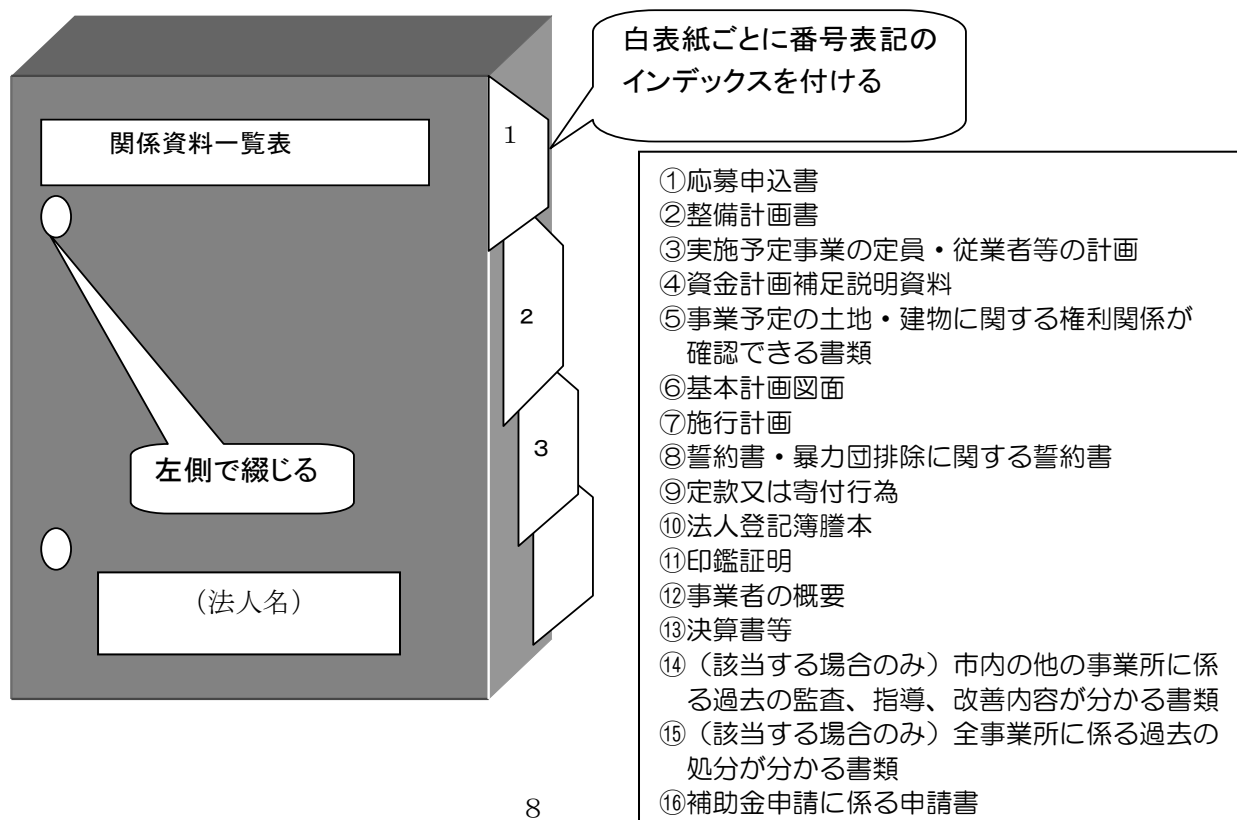 白表紙ごとに番号表記の
インデックスを付ける
関係資料一覧表
1
2
3
左側で綴じる
(法人名)
①応募申込書
②整備計画書
③実施予定事業の定員・従業者等の計画
④資金計画補足説明資料
⑤事業予定の土地・建物に関する権利関係が
確認できる書類
⑥基本計画図面
⑦施行計画
⑧誓約書・暴力団排除に関する誓約書
⑨定款又は寄付行為
⑩法人登記簿謄本
⑪印鑑証明
⑫事業者の概要
⑬決算書等
⑭（該当する場合のみ）市内の他の事業所に係
る過去の監査、指導、改善内容が分かる書類
⑮（該当する場合のみ）全事業所に係る過去の
処分が分かる書類
⑯補助金申請に係る申請書
8